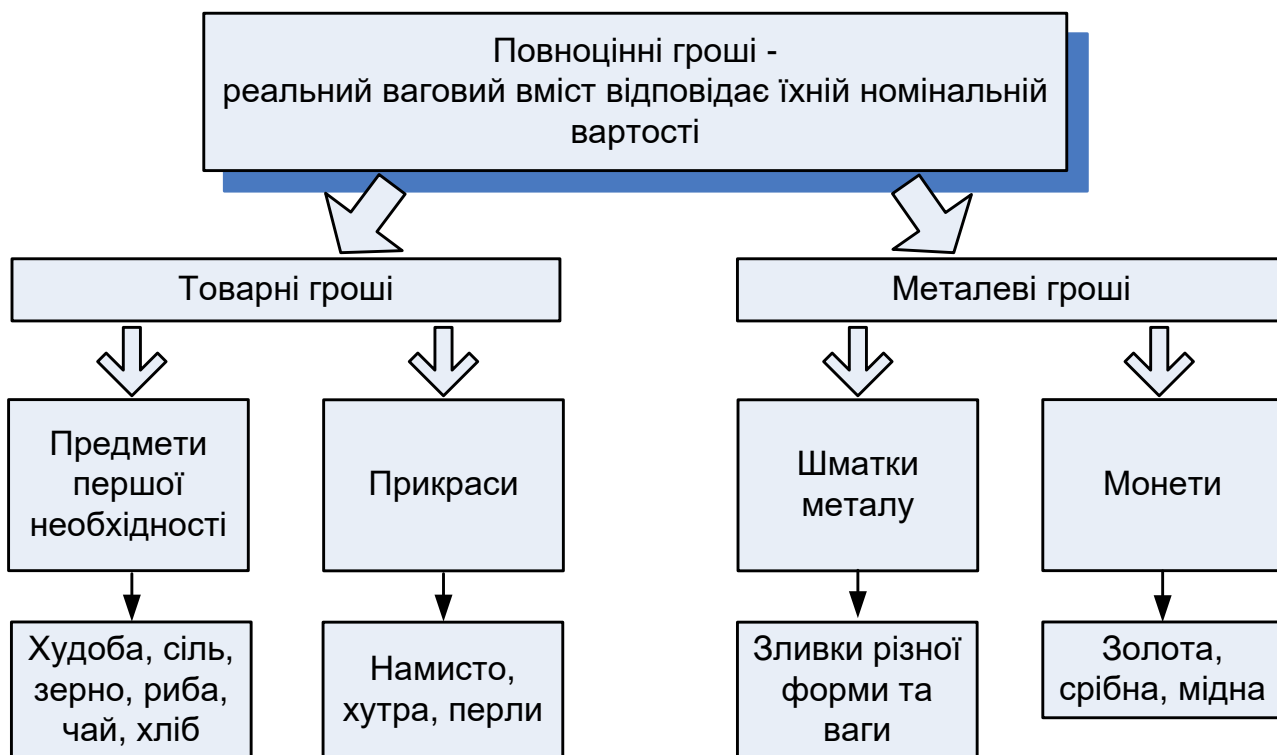 Повноцінні гроші -
реальний ваговий вміст відповідає їхній номінальній
вартості
Товарні гроші
Металеві гроші
Предмети
першої
необхідності
Прикраси
Шматки
металу
Монети
Худоба, сіль,
зерно, риба,
чай, хліб
Намисто,
хутра, перли
Зливки різної
форми та
ваги
Золота,
срібна, мідна